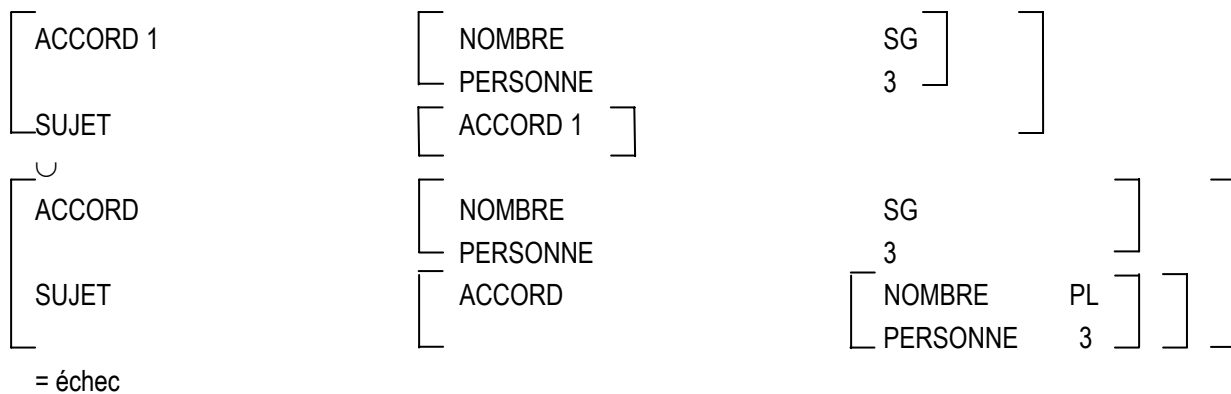 ACCORD 1 NOMBRE SG
PERSONNE 3
SUJET ACCORD 1
∪
ACCORD NOMBRE SG
PERSONNE 3
SUJET ACCORD NOMBRE PL
PERSONNE 3
= échec